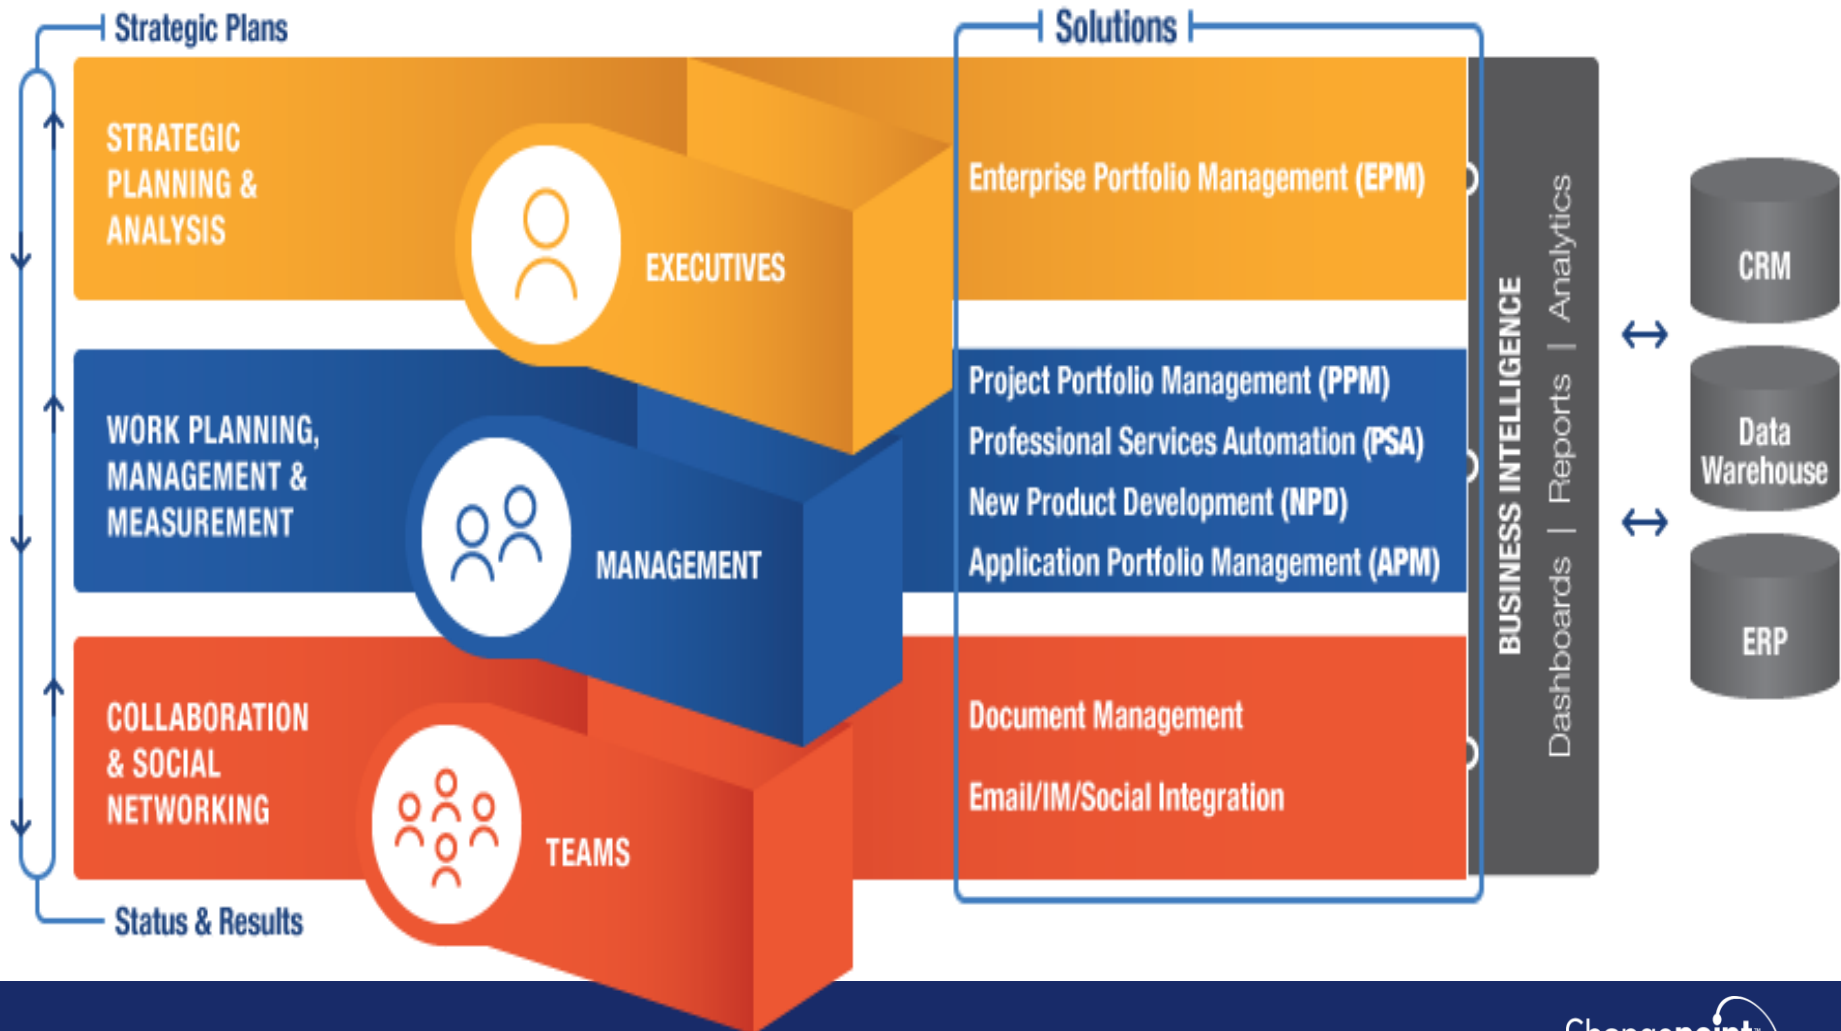 Strategic Plans
Solutions
STRATEGIC
PLANNING &
ANALYSIS
EXECUTIVES
Enterprise Portfolio Management (EPM)
WORK PLANNING,
MANAGEMENT &
MEASUREMENT
MANAGEMENT
Project Portfolio Management (PPM)
Professional Services Automation (PSA)
New Product Development (NPD)
Application Portfolio Management (APM)
COLLABORATION
& SOCIAL
NETWORKING
TEAMS
Document Management
Email/IM/Social Integration
BUSINESS INTELLIGENCE
Dashboards | Reports | Analytics
CRM
Data
Warehouse
ERP
Status & Results
Changepoint